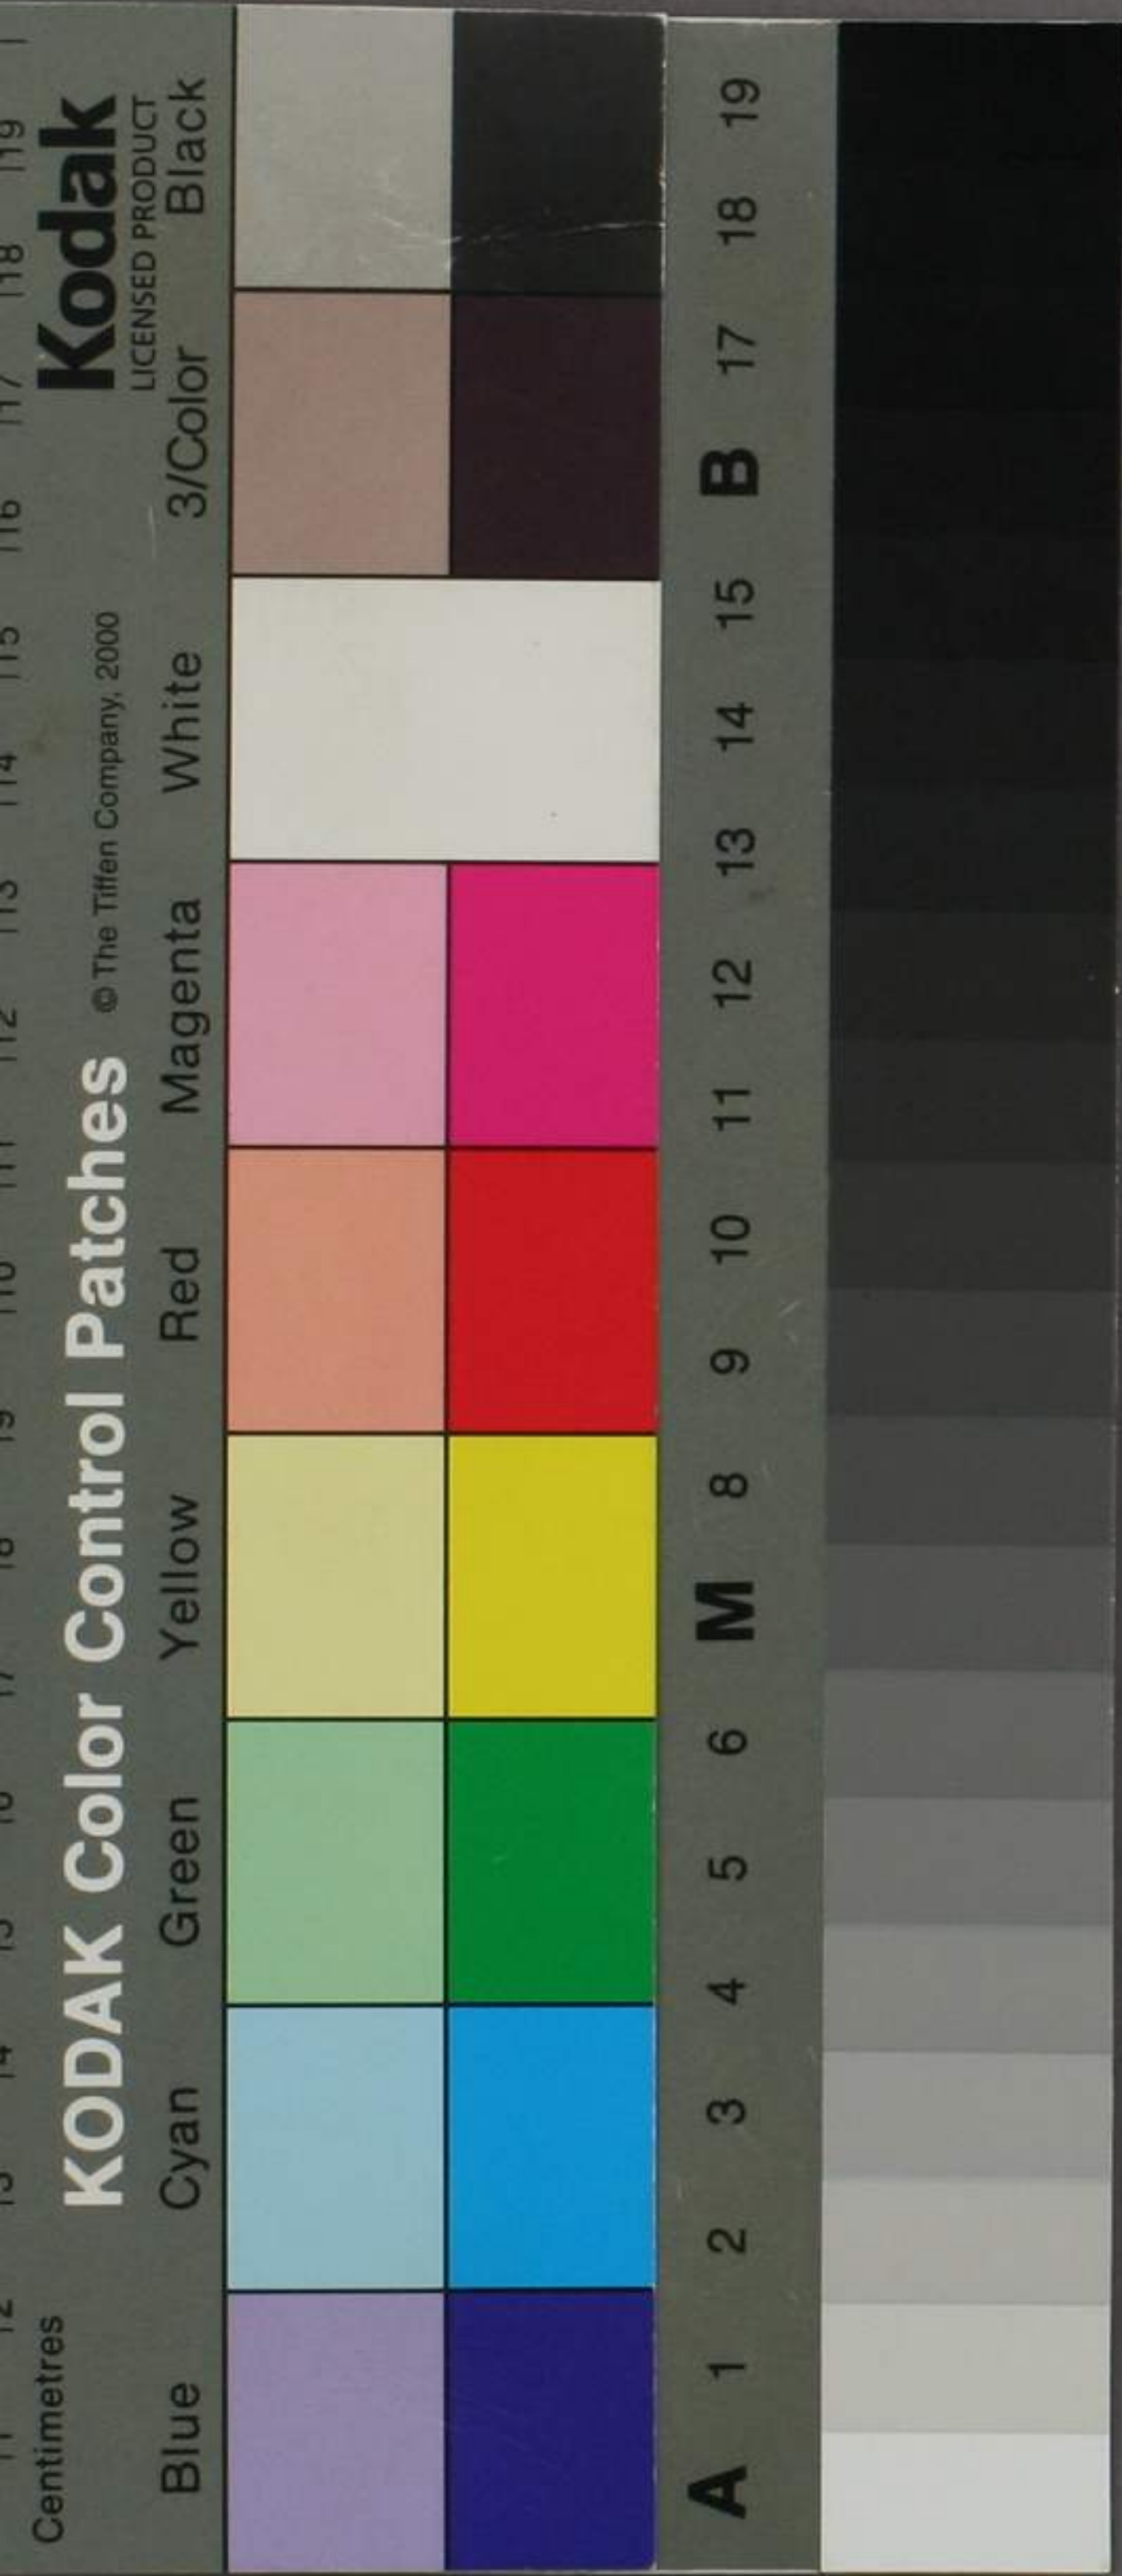 Centimetres
KODAK Color Control Patches © The Tiffen Company, 2000
Kodak
LICENSED PRODUCT
Blue Cyan Green Yellow Red Magenta White 3/Color Black
A 1 2 3 4 5 6 M 8 9 10 11 12 13 14 15 B 17 18 19